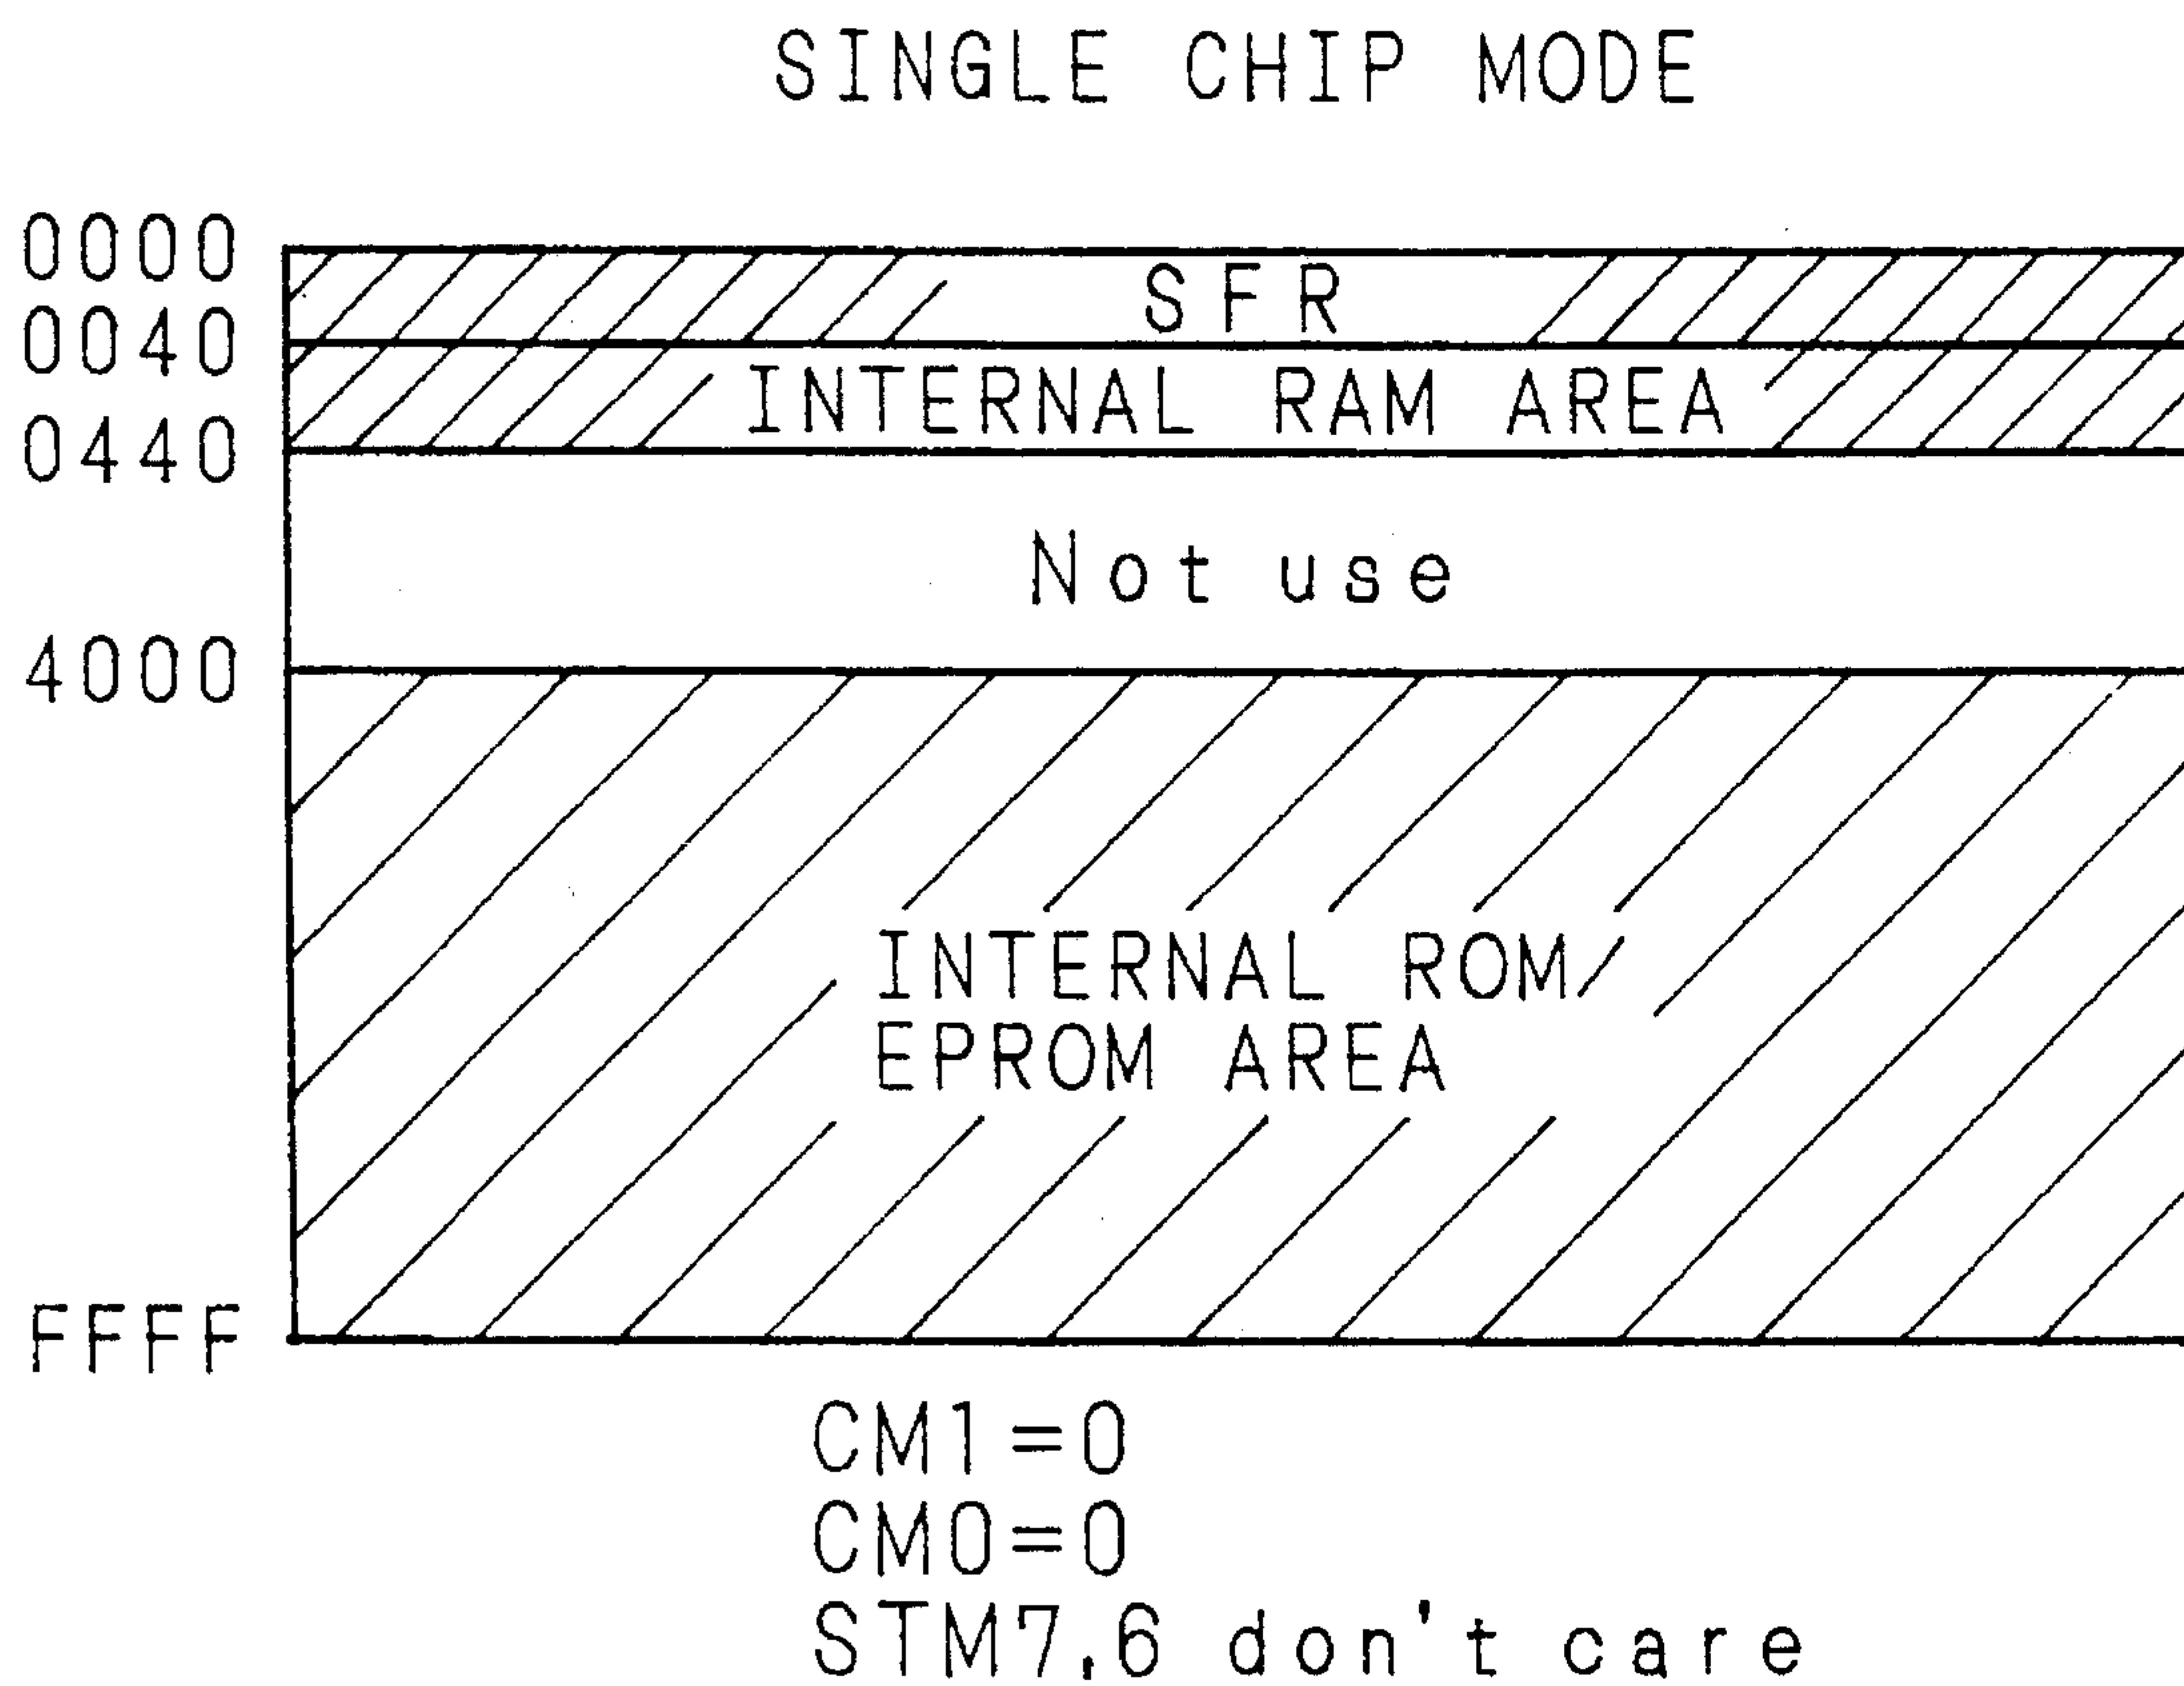 SINGLE CHIP MODE
0000
SFR
0040
INTERNAL RAM AREA
0440
Not use
4000
INTERNAL ROM/
EPROM AREA
FFFF
CM1=0
CM0=0
STM7,6 don't care